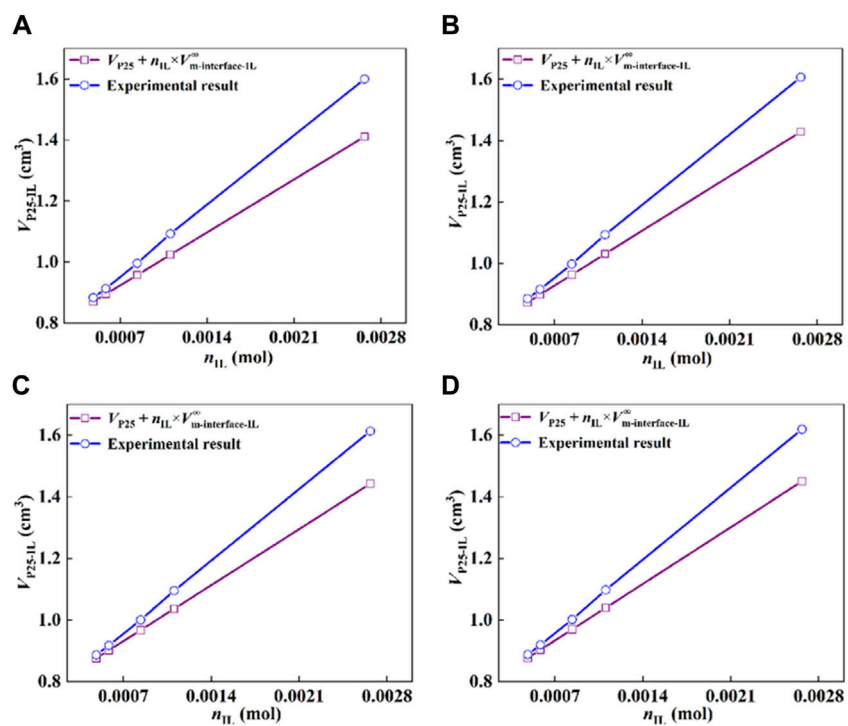 A
V_P25 + n_IL × V^∞_m-interface-IL
Experimental result
1.6
1.4
1.2
1.0
0.8
V_P25-IL (cm³)
0.0007 0.0014 0.0021 0.0028
n_IL (mol)
B
V_P25 + n_IL × V^∞_m-interface-IL
Experimental result
1.6
1.4
1.2
1.0
0.8
V_P25-IL (cm³)
0.0007 0.0014 0.0021 0.0028
n_IL (mol)
C
V_P25 + n_IL × V^∞_m-interface-IL
Experimental result
1.6
1.4
1.2
1.0
0.8
V_P25-IL (cm³)
0.0007 0.0014 0.0021 0.0028
n_IL (mol)
D
V_P25 + n_IL × V^∞_m-interface-IL
Experimental result
1.6
1.4
1.2
1.0
0.8
V_P25-IL (cm³)
0.0007 0.0014 0.0021 0.0028
n_IL (mol)